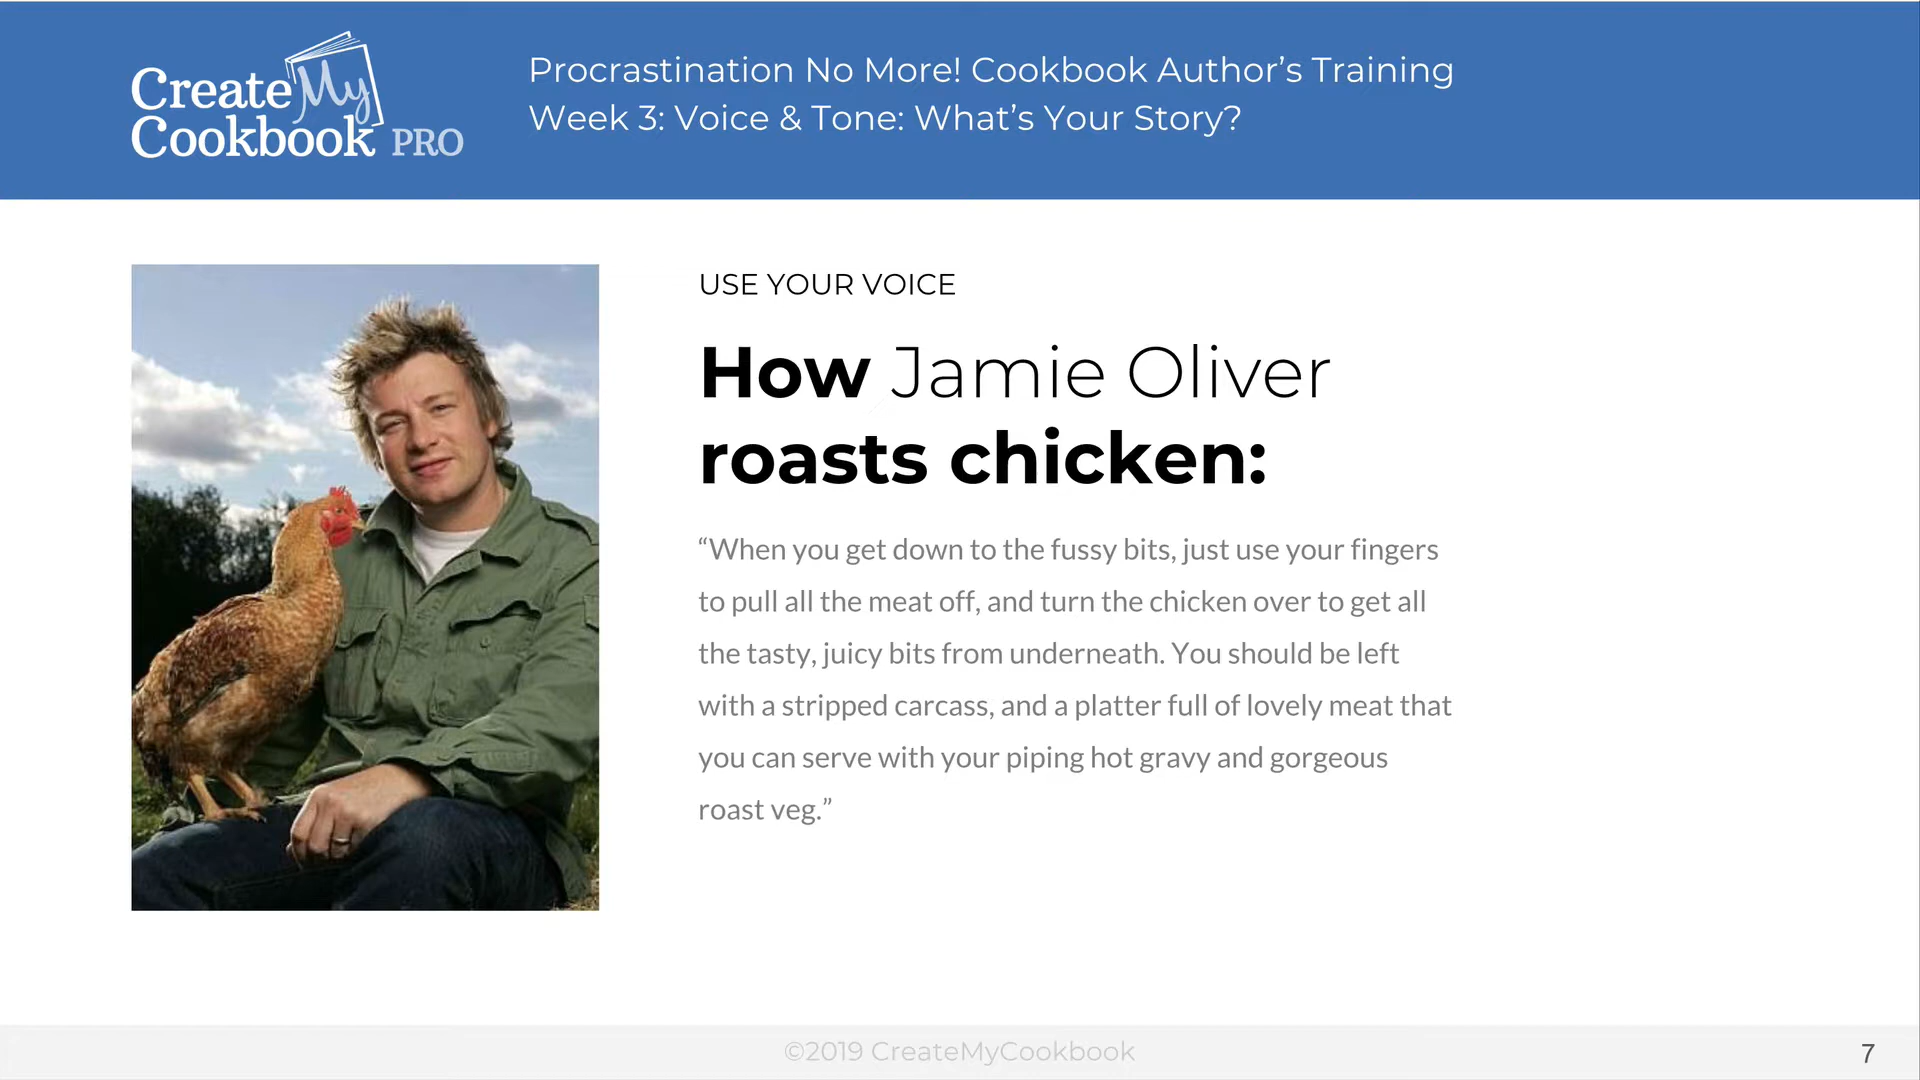 Create My
Cookbook PRO
Procrastination No More! Cookbook Author’s Training
Week 3: Voice & Tone: What’s Your Story?
USE YOUR VOICE
How Jamie Oliver
roasts chicken:
“When you get down to the fussy bits, just use your fingers
to pull all the meat off, and turn the chicken over to get all
the tasty, juicy bits from underneath. You should be left
with a stripped carcass, and a platter full of lovely meat that
you can serve with your piping hot gravy and gorgeous
roast veg.”
©2019 CreateMyCookbook
7